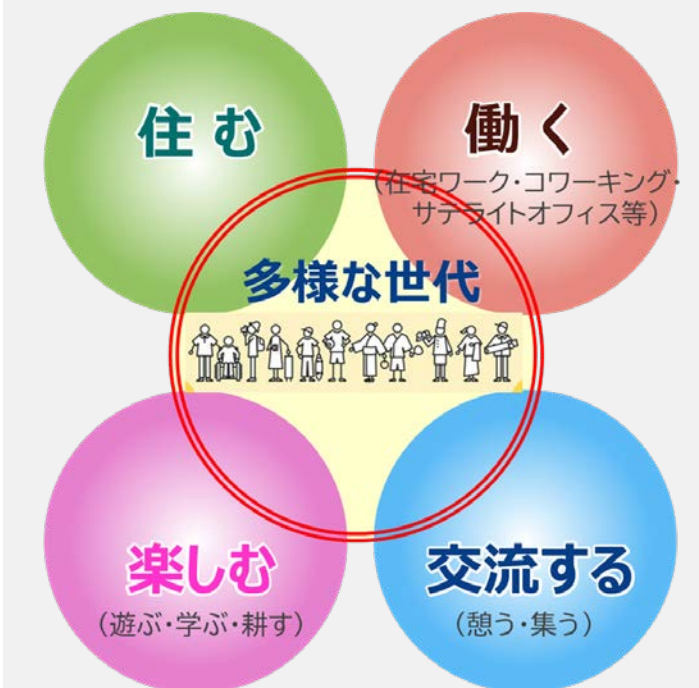 住む
働く
(在宅ワーク・コワーキング・
サテライトオフィス等)
多様な世代
楽しむ
(遊ぶ・学ぶ・耕す)
交流する
(憩う・集う)